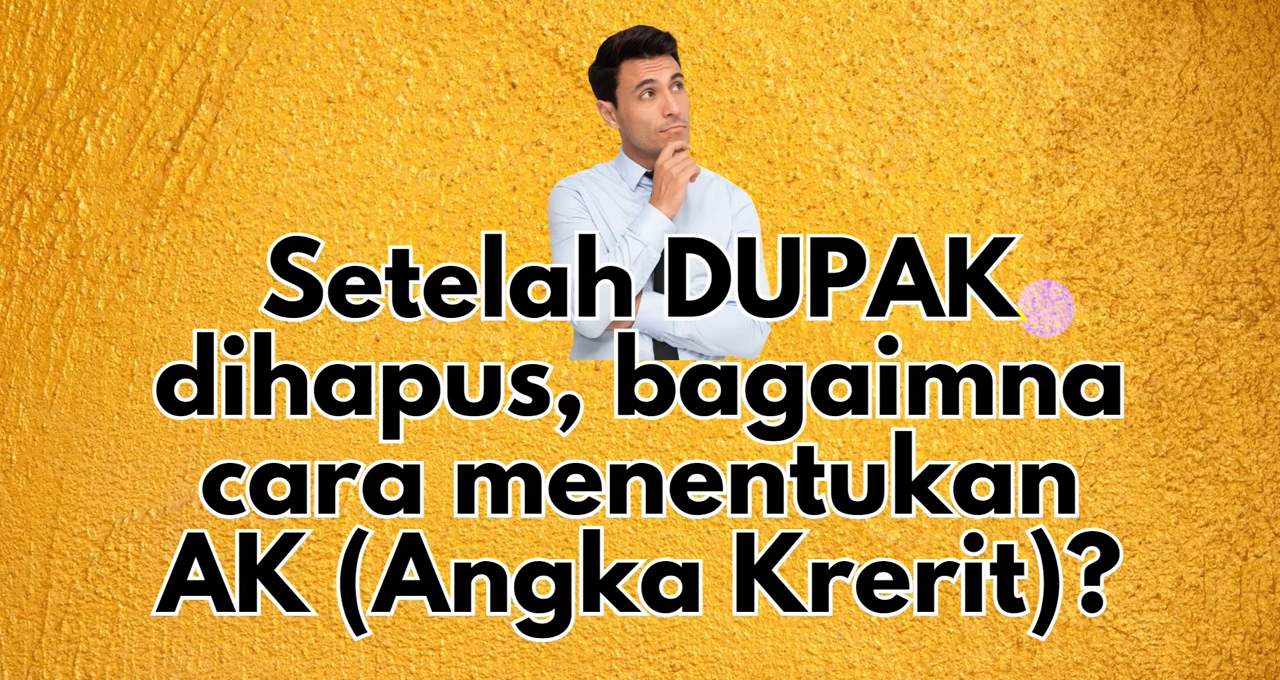 Setelah DUPAK
dihapus, bagaimna
cara menentukan
AK (Angka Krerit)?